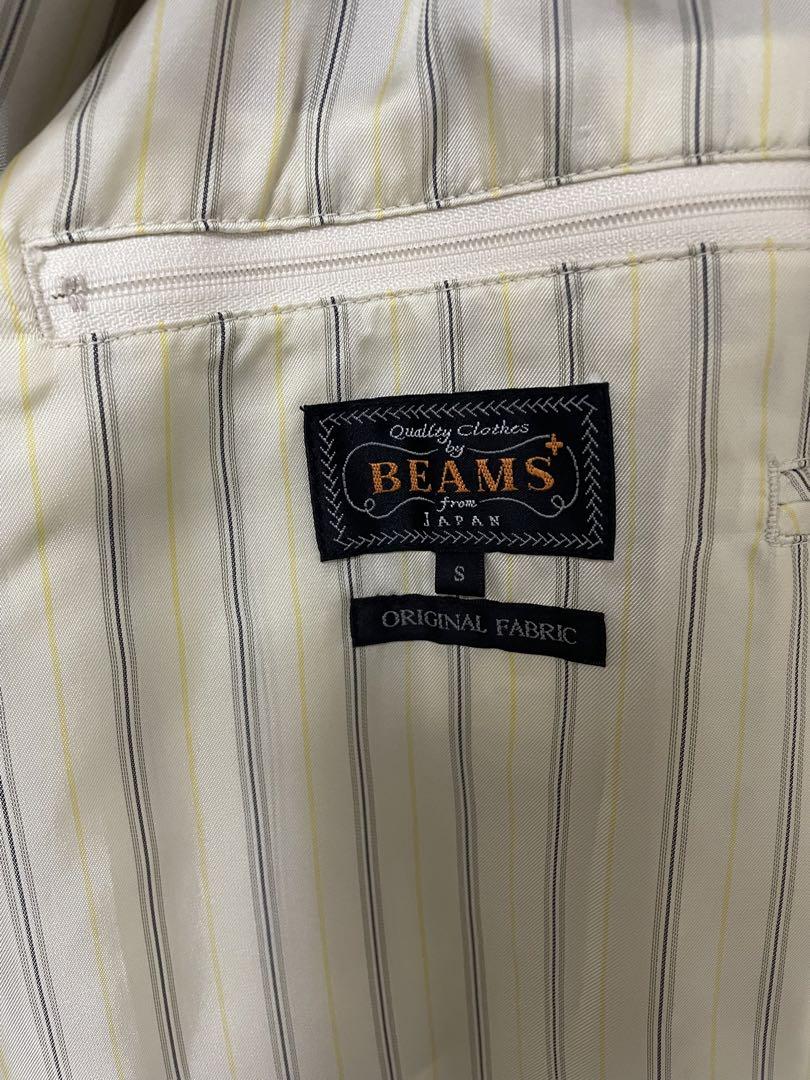 Quality Clothes
by
BEAMS+
from
JAPAN
S
ORIGINAL FABRIC